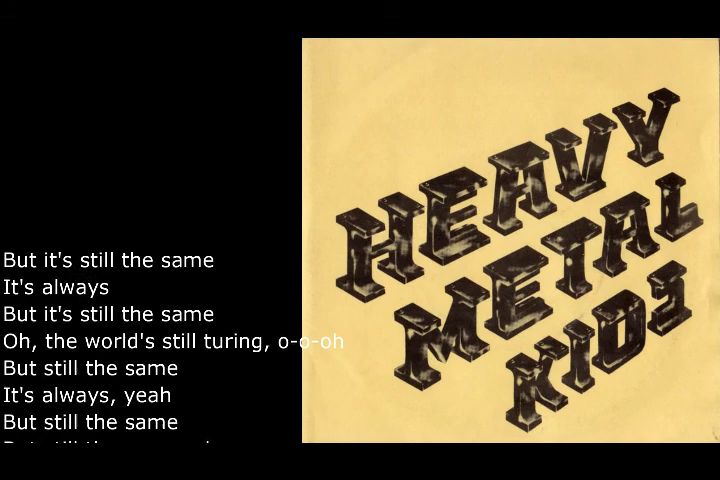 But it's still the same
It's always
But it's still the same
Oh, the world's still turing, o-o-oh
But still the same
It's always, yeah
But still the same
HEAVY
METAL
KIDS